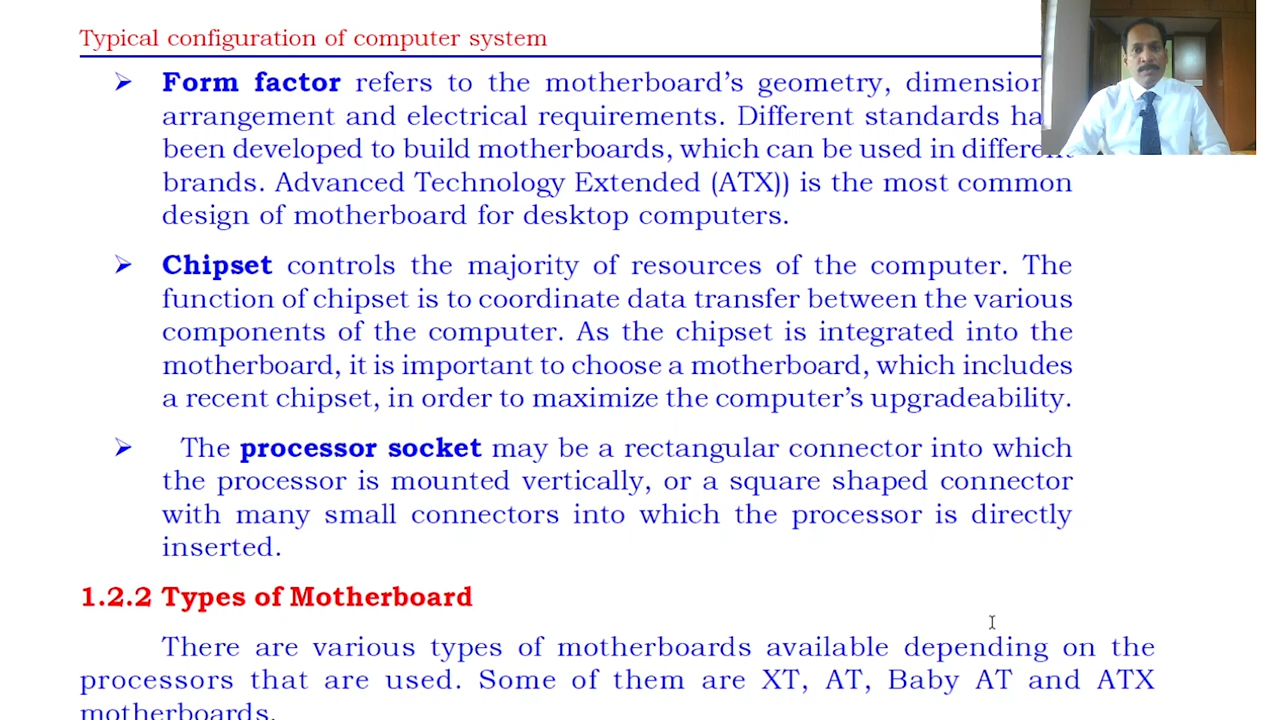 Typical configuration of computer system
➢ Form factor refers to the motherboard's geometry, dimension
arrangement and electrical requirements. Different standards ha
been developed to build motherboards, which can be used in differen
brands. Advanced Technology Extended (ATX)) is the most common
design of motherboard for desktop computers.
➢ Chipset controls the majority of resources of the computer. The
function of chipset is to coordinate data transfer between the various
components of the computer. As the chipset is integrated into the
motherboard, it is important to choose a motherboard, which includes
a recent chipset, in order to maximize the computer's upgradeability.
➢ The processor socket may be a rectangular connector into which
the processor is mounted vertically, or a square shaped connector
with many small connectors into which the processor is directly
inserted.
1.2.2 Types of Motherboard
There are various types of motherboards available depending on the
processors that are used. Some of them are XT, AT, Baby AT and ATX
motherboards.